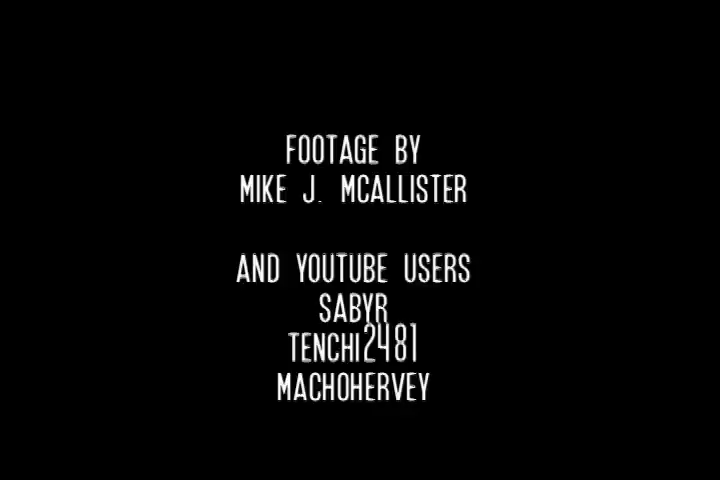 FOOTAGE BY
MIKE J. MCALLISTER
AND YOUTUBE USERS
SABYR
TENCHI2481
MACHOHERVEY